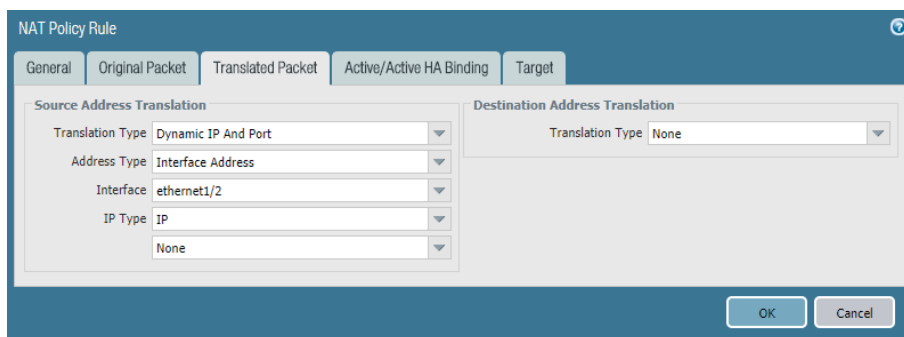 NAT Policy Rule
General Original Packet Translated Packet Active/Active HA Binding Target
Source Address Translation
Translation Type Dynamic IP And Port
Address Type Interface Address
Interface ethernet1/2
IP Type IP
None
Destination Address Translation
Translation Type None
OK Cancel